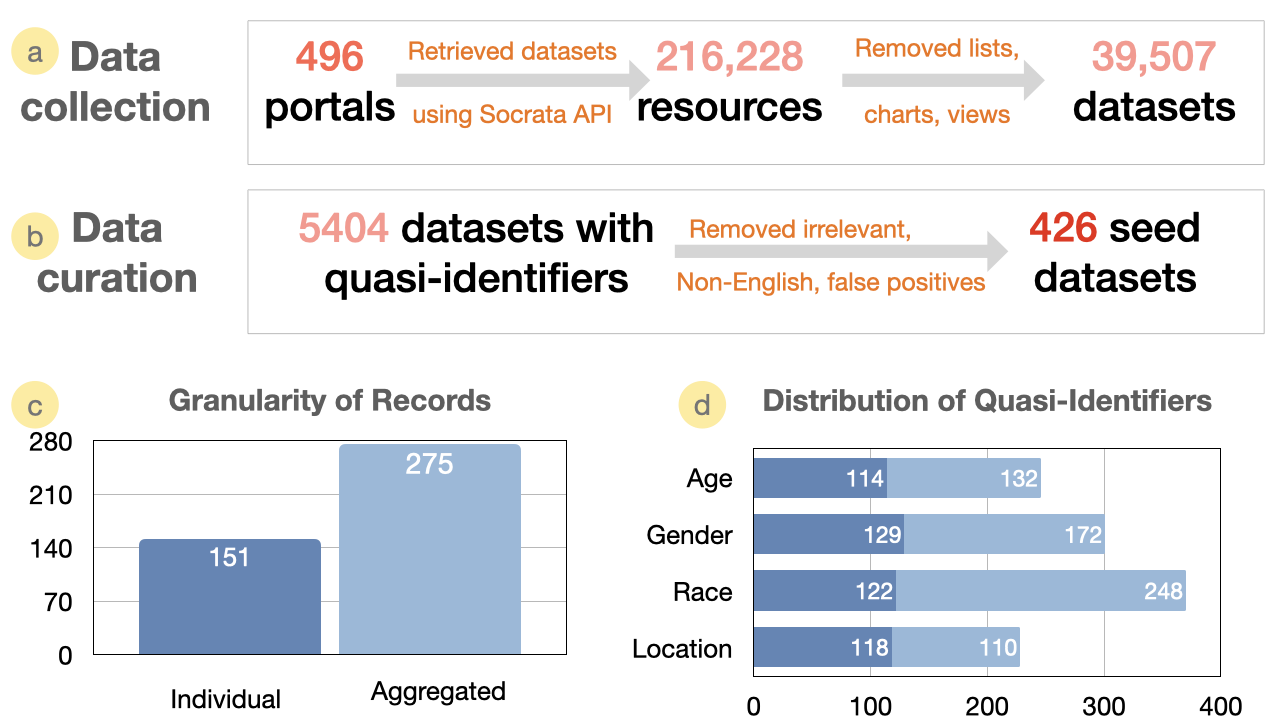 a
Data
collection
496
portals
Retrieved datasets
using Socrata API
216,228
resources
Removed lists,
charts, views
39,507
datasets
b
Data
curation
5404 datasets with
quasi-identifiers
Removed irrelevant,
Non-English, false positives
426 seed
datasets
c
Granularity of Records
280
210
140
70
0
151
275
Individual
Aggregated
d
Distribution of Quasi-Identifiers
Age
114
132
Gender
129
172
Race
122
248
Location
118
110
0
100
200
300
400